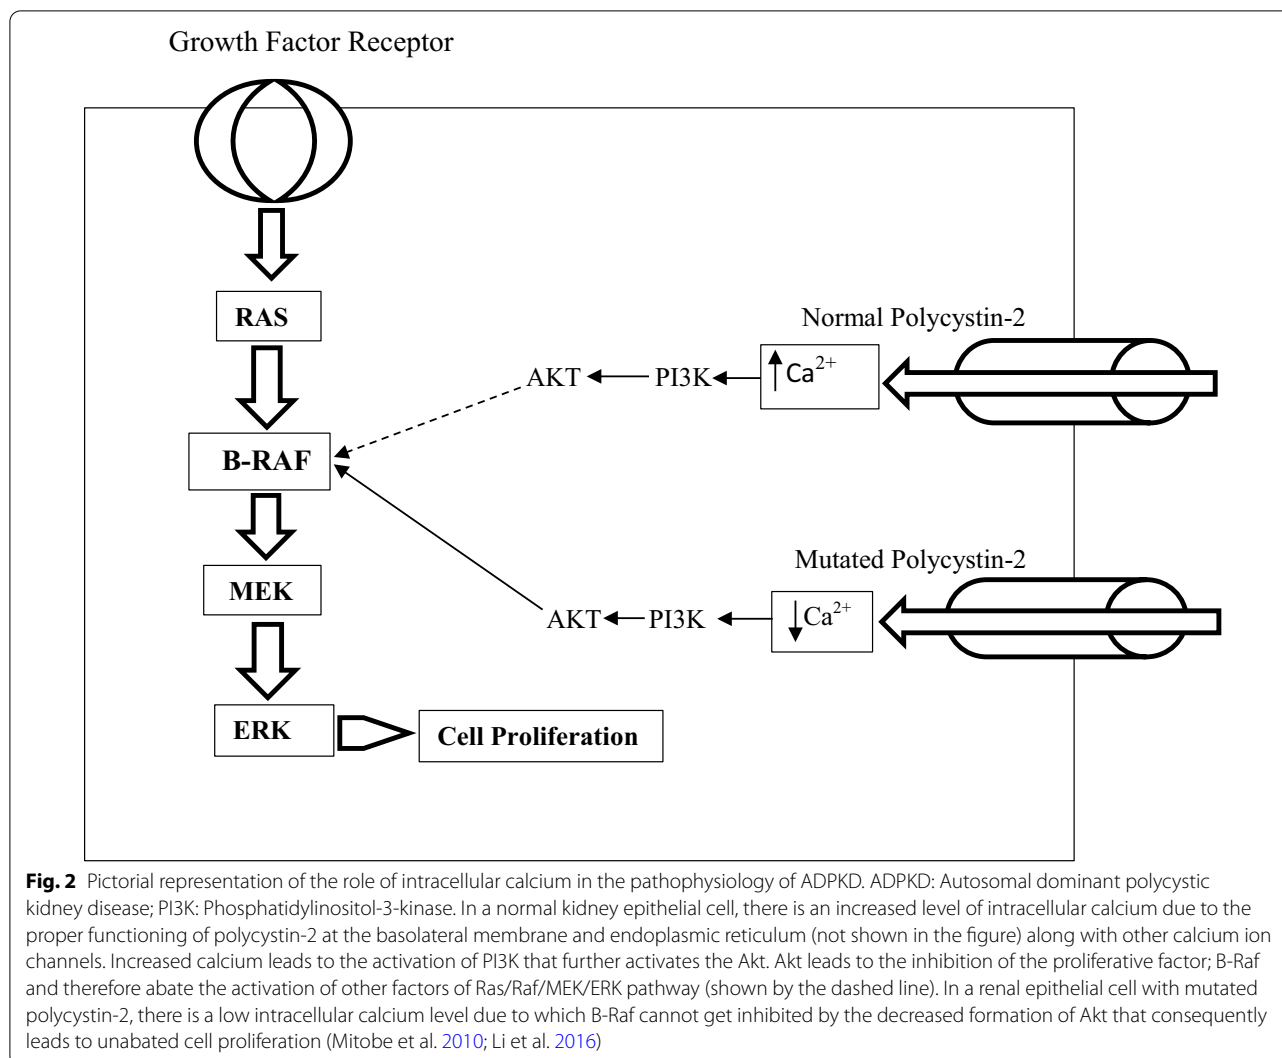 Growth Factor Receptor
RAS
Normal Polycystin-2
AKT
PI3K
Ca2+
B-RAF
Mutated Polycystin-2
MEK
AKT
PI3K
Ca2+
ERK
Cell Proliferation
Fig. 2 Pictorial representation of the role of intracellular calcium in the pathophysiology of ADPKD. ADPKD: Autosomal dominant polycystic
kidney disease; PI3K: Phosphatidylinositol-3-kinase. In a normal kidney epithelial cell, there is an increased level of intracellular calcium due to the
proper functioning of polycystin-2 at the basolateral membrane and endoplasmic reticulum (not shown in the figure) along with other calcium ion
channels. Increased calcium leads to the activation of PI3K that further activates the Akt. Akt leads to the inhibition of the proliferative factor; B-Raf
and therefore abate the activation of other factors of Ras/Raf/MEK/ERK pathway (shown by the dashed line). In a renal epithelial cell with mutated
polycystin-2, there is a low intracellular calcium level due to which B-Raf cannot get inhibited by the decreased formation of Akt that consequently
leads to unabated cell proliferation (Mitobe et al. 2010; Li et al. 2016)